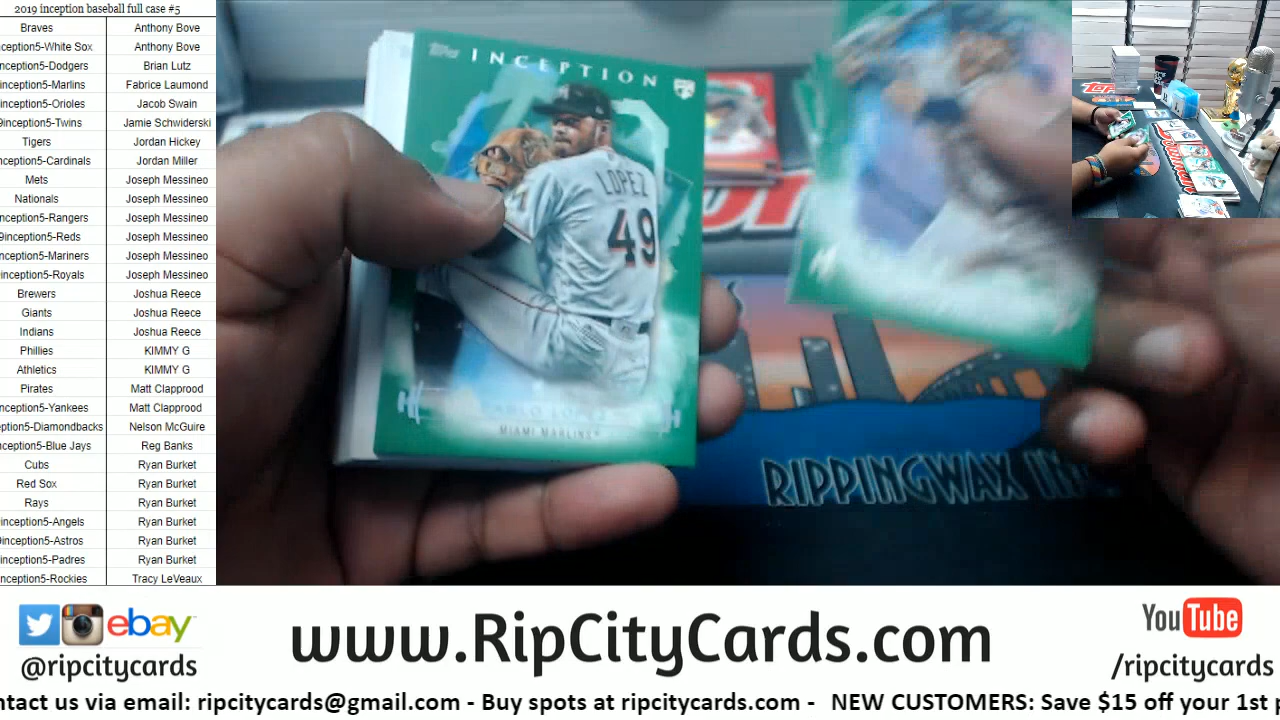 2019 inception baseball full case #5
Braves Anthony Bove
nception5-White Sox Anthony Bove
nception5-Dodgers Brian Lutz
inception5-Marlins Fabrice Laumond
inception5-Orioles Jacob Swain
9inception5-Twins Jamie Schwiderski
Tigers Jordan Hickey
nception5-Cardinals Jordan Miller
Mets Joseph Messineo
Nationals Joseph Messineo
inception5-Rangers Joseph Messineo
9inception5-Reds Joseph Messineo
inception5-Mariners Joseph Messineo
inception5-Royals Joseph Messineo
Brewers Joshua Reece
Giants Joshua Reece
Indians Joshua Reece
Phillies KIMMY G
Athletics KIMMY G
Pirates Matt Clapprood
nception5-Yankees Matt Clapprood
eption5-Diamondbacks Nelson McGuire
nception5-Blue Jays Reg Banks
Cubs Ryan Burket
Red Sox Ryan Burket
Rays Ryan Burket
inception5-Angels Ryan Burket
inception5-Astros Ryan Burket
inception5-Padres Ryan Burket
nception5-Rockies Tracy LeVeaux
Topps INCEPTION
LOPEZ
49
MIAMI MARLINS
RIPPINGWAX
ebay
@ripcitycards
www.RipCityCards.com
YouTube
/ripcitycards
ntact us via email: ripcitycards@gmail.com - Buy spots at ripcitycards.com - NEW CUSTOMERS: Save $15 off your 1st p